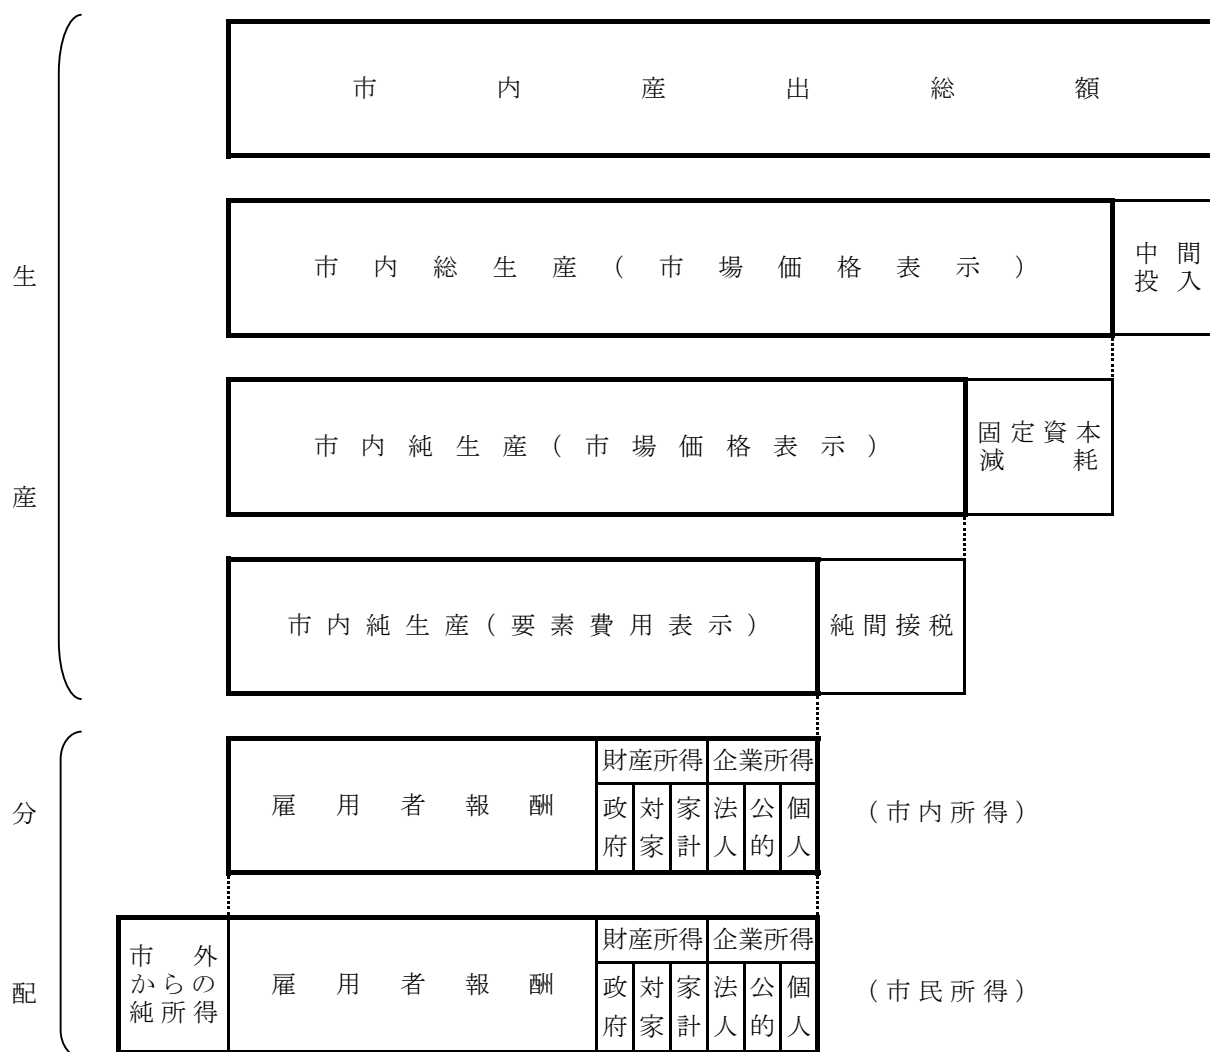 市内産出総額
生産
市内総生産(市場価格表示)
中間
投入
市内純生産(市場価格表示)
固定資本
減耗
市内純生産(要素費用表示)
純間接税
分配
雇用者報酬
財産所得
企業所得
政府
対家
家計
法人
公的
個人
(市内所得)
市外
からの
純所得
雇用者報酬
財産所得
企業所得
政府
対家
家計
法人
公的
個人
(市民所得)